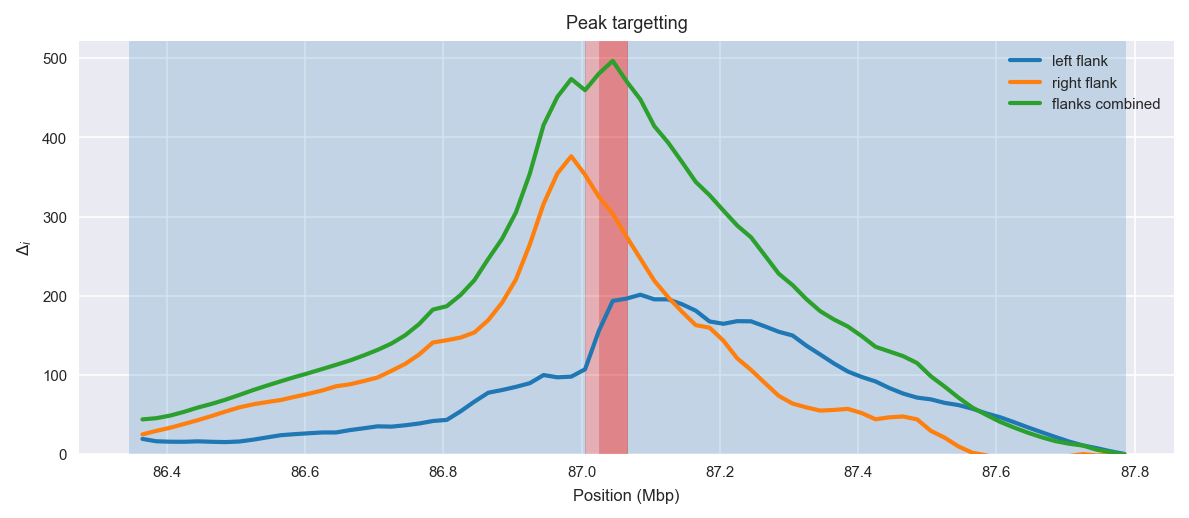 Peak targetting
500
400
300
200
100
0
Δi
left flank
right flank
flanks combined
86.4 86.6 86.8 87.0 87.2 87.4 87.6 87.8
Position (Mbp)